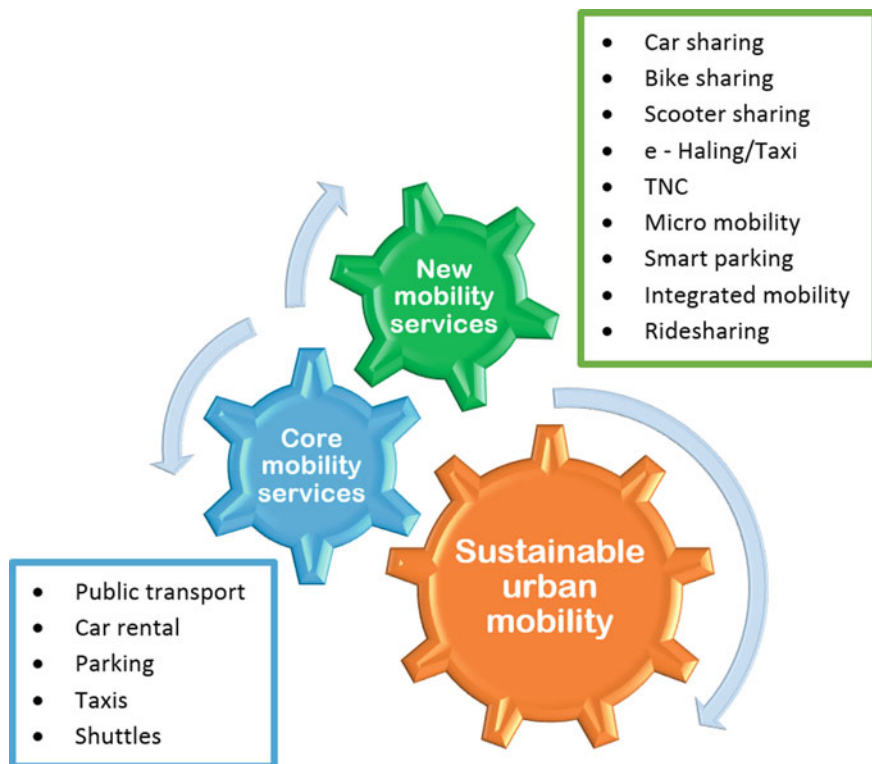 • Car sharing
• Bike sharing
• Scooter sharing
• e - Haling/Taxi
• TNC
• Micro mobility
• Smart parking
• Integrated mobility
• Ridesharing
New
mobility
services
Core
mobility
services
Sustainable
urban
mobility
• Public transport
• Car rental
• Parking
• Taxis
• Shuttles